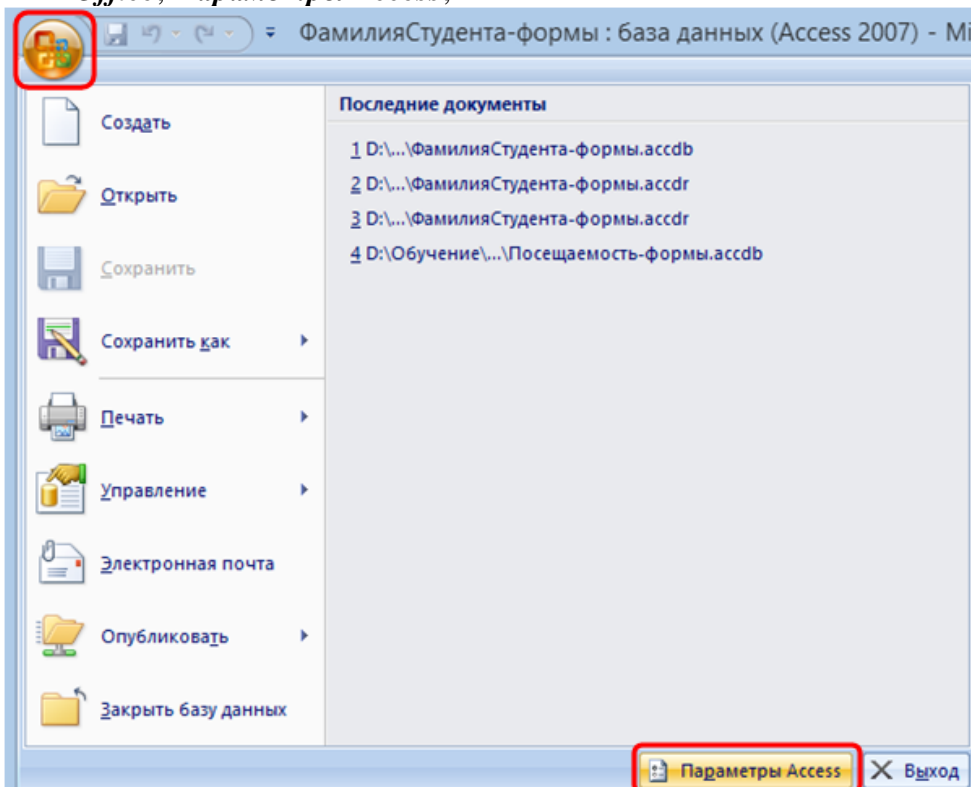 ФамилияСтудента-формы : база данных (Access 2007) - Mi
Создать
Последние документы
1 D:\...\ФамилияСтудента-формы.accdb
2 D:\...\ФамилияСтудента-формы.accdr
3 D:\...\ФамилияСтудента-формы.accdr
4 D:\Обучение\...\Посещаемость-формы.accdb
Открыть
Сохранить
Сохранить как
Печать
Управление
Электронная почта
Опубликовать
Закрыть базу данных
Параметры Access
Выход